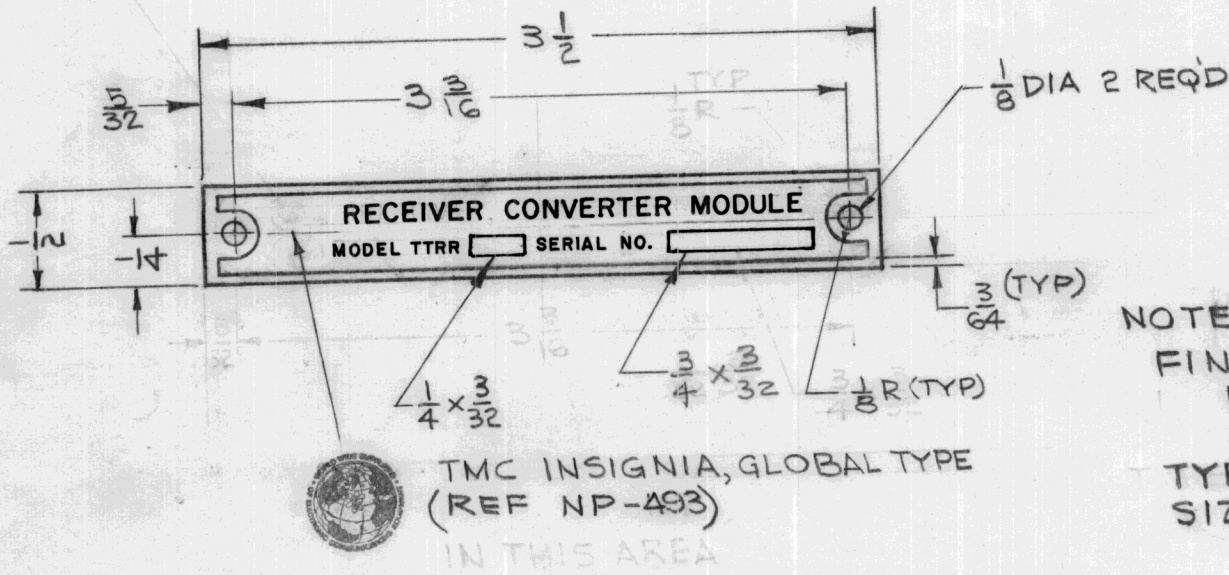 3 1/2
3 3/16
5/32
1/8 DIA 2 REQ'D
TYP
1/8 R
1/2
1/4
RECEIVER CONVERTER MODULE
MODEL TTRR SERIAL NO.
3/64 (TYP)
1/4 x 3/32
3/4 x 3/32
1/8 R (TYP)
NOTE
FIN
TMC INSIGNIA, GLOBAL TYPE
(REF NP-493)
IN THIS AREA
TYP
SIZ